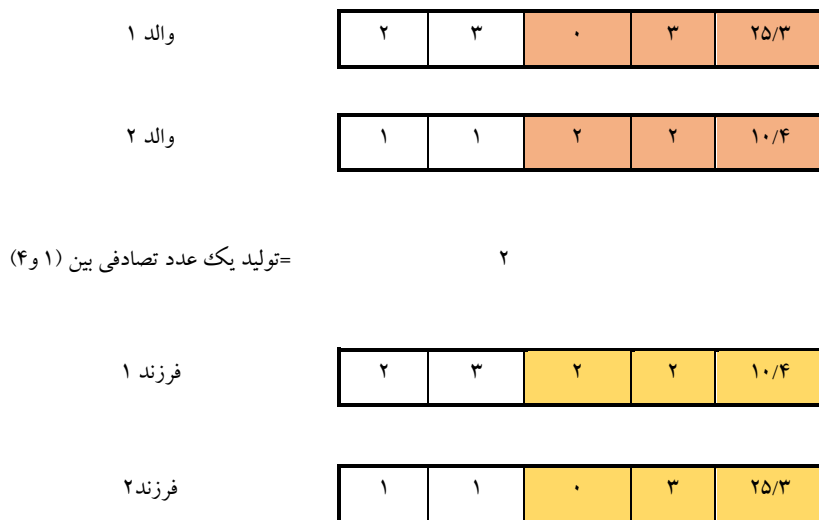 والد ۱ ۲ ۳ ۰ ۳ ۲۵/۳
والد ۲ ۱ ۱ ۲ ۲ ۱۰/۴
=تولید یک عدد تصادفی بین (۱ و۴) ۲
فرزند ۱ ۲ ۳ ۲ ۲ ۱۰/۴
فرزند۲ ۱ ۱ ۰ ۳ ۲۵/۳